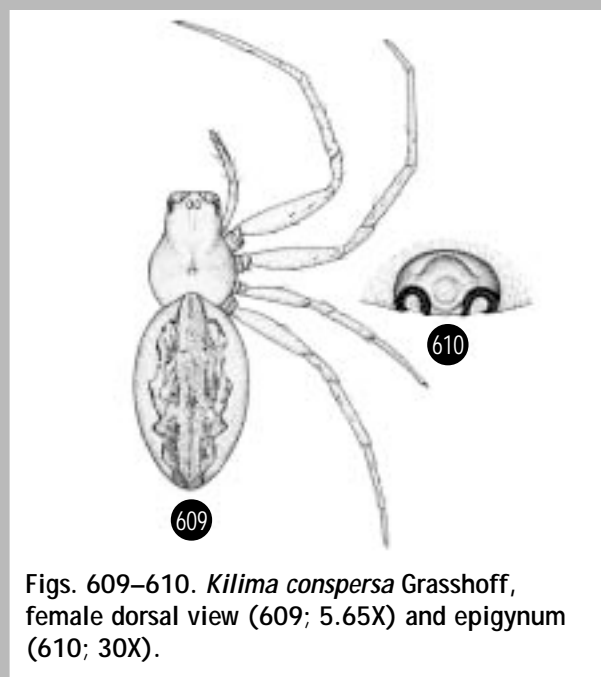 610
609
Figs. 609–610. Kilima conspersa Grasshoff,
female dorsal view (609; 5.65X) and epigynum
(610; 30X).